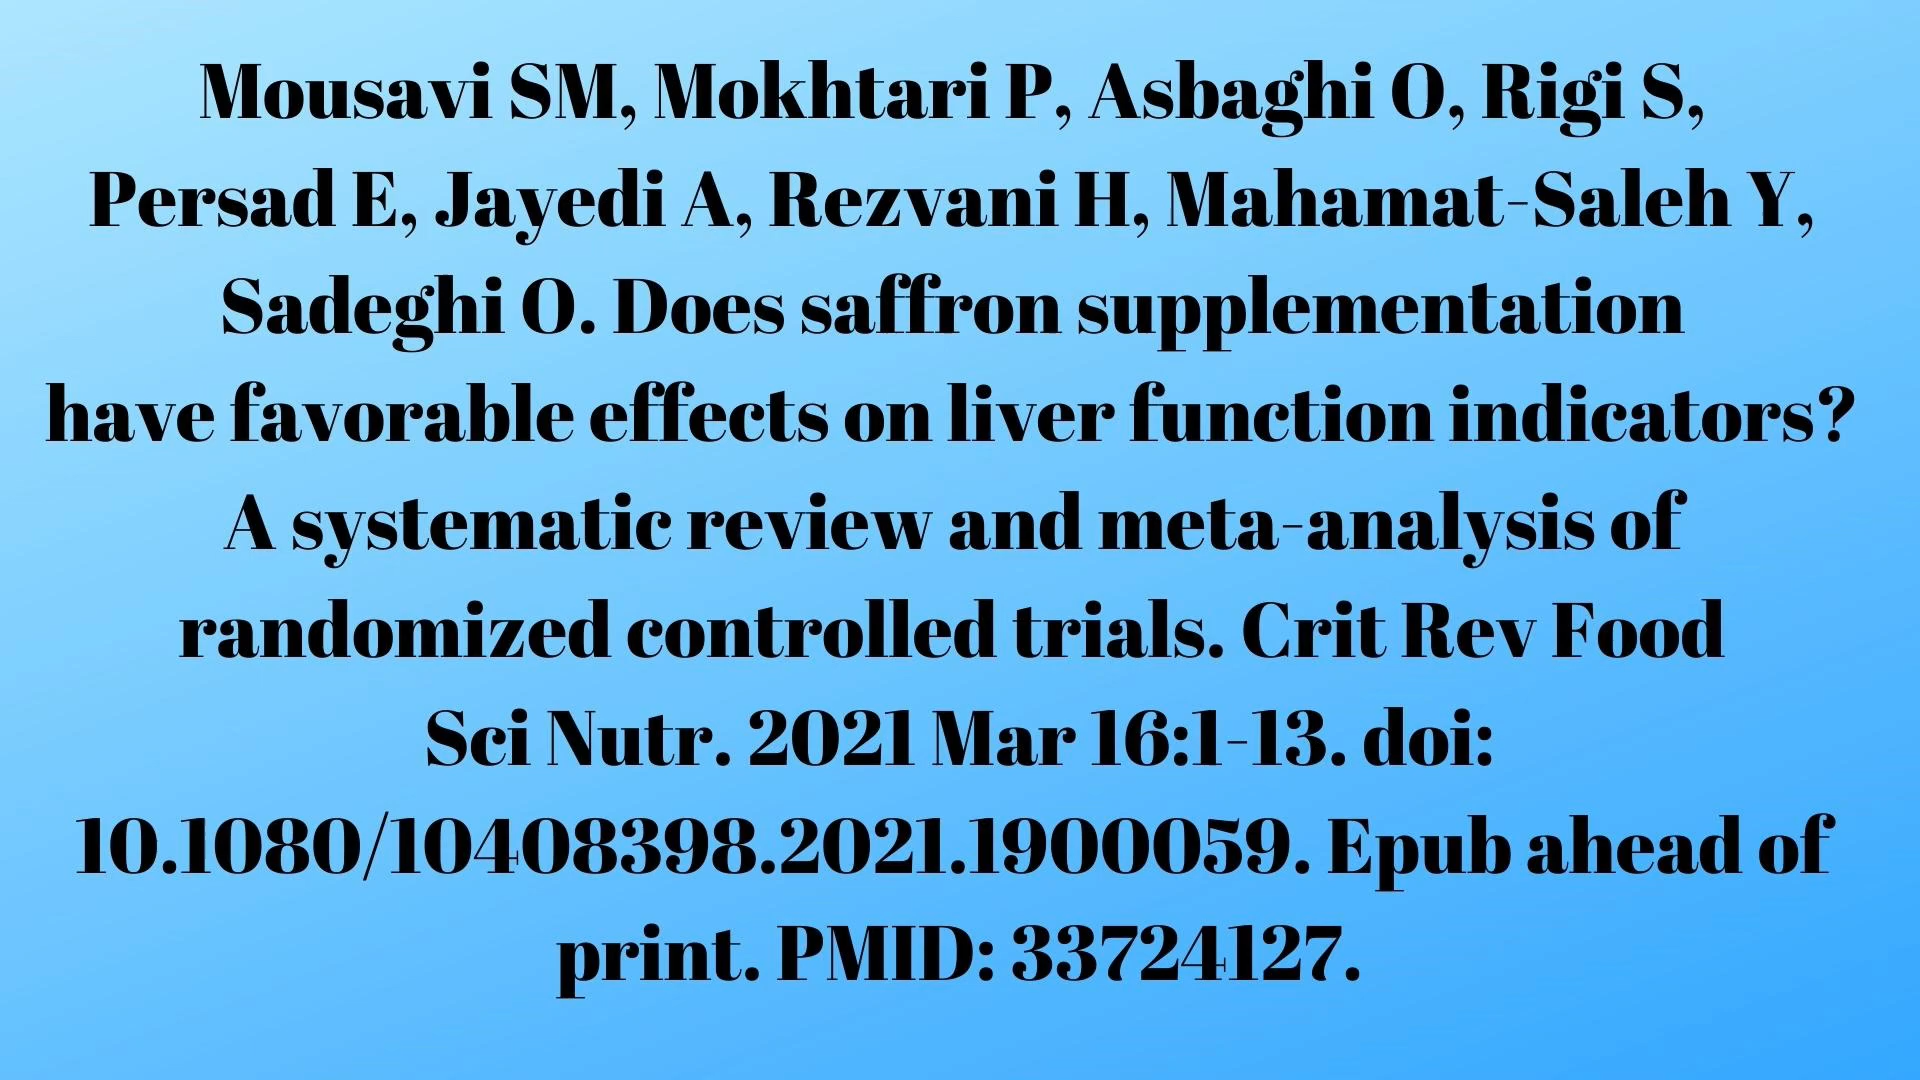 Mousavi SM, Mokhtari P, Asbaghi O, Rigi S,
Persad E, Jayedi A, Rezvani H, Mahamat-Saleh Y,
Sadeghi O. Does saffron supplementation
have favorable effects on liver function indicators?
A systematic review and meta-analysis of
randomized controlled trials. Crit Rev Food
Sci Nutr. 2021 Mar 16:1-13. doi:
10.1080/10408398.2021.1900059. Epub ahead of
print. PMID: 33724127.